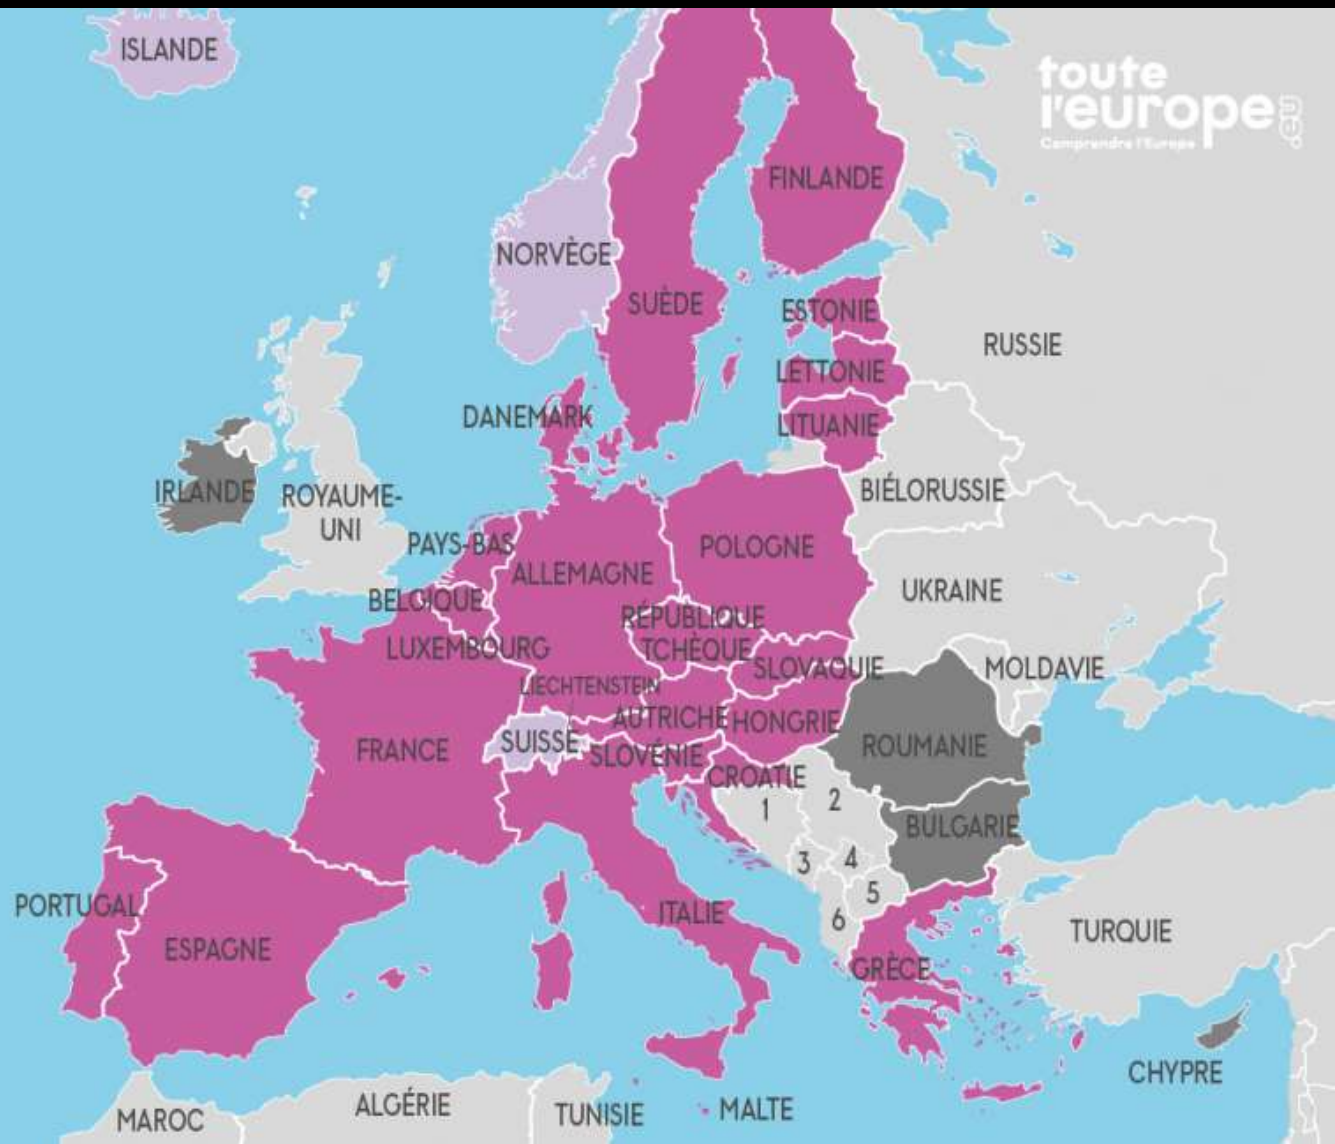 ISLANDE
toute
l'europe.eu
Comprendre l'Europe
FINLANDE
NORVÈGE
SUÈDE
ESTONIE
RUSSIE
LETTONIE
DANEMARK
LITUANIE
IRLANDE
ROYAUME-
UNI
BIÉLORUSSIE
PAYS-BAS
POLOGNE
ALLEMAGNE
UKRAINE
BELGIQUE
RÉPUBLIQUE
TCHÈQUE
LUXEMBOURG
SLOVAQUIE
MOLDAVIE
LIECHTENSTEIN
AUTRICHE
HONGRIE
SUISSE
FRANCE
SLOVÉNIE
ROUMANIE
CROATIE
1
2
BULGARIE
3
4
5
6
PORTUGAL
ESPAGNE
ITALIE
TURQUIE
GRÈCE
CHYPRE
MAROC
ALGÉRIE
TUNISIE
MALTE